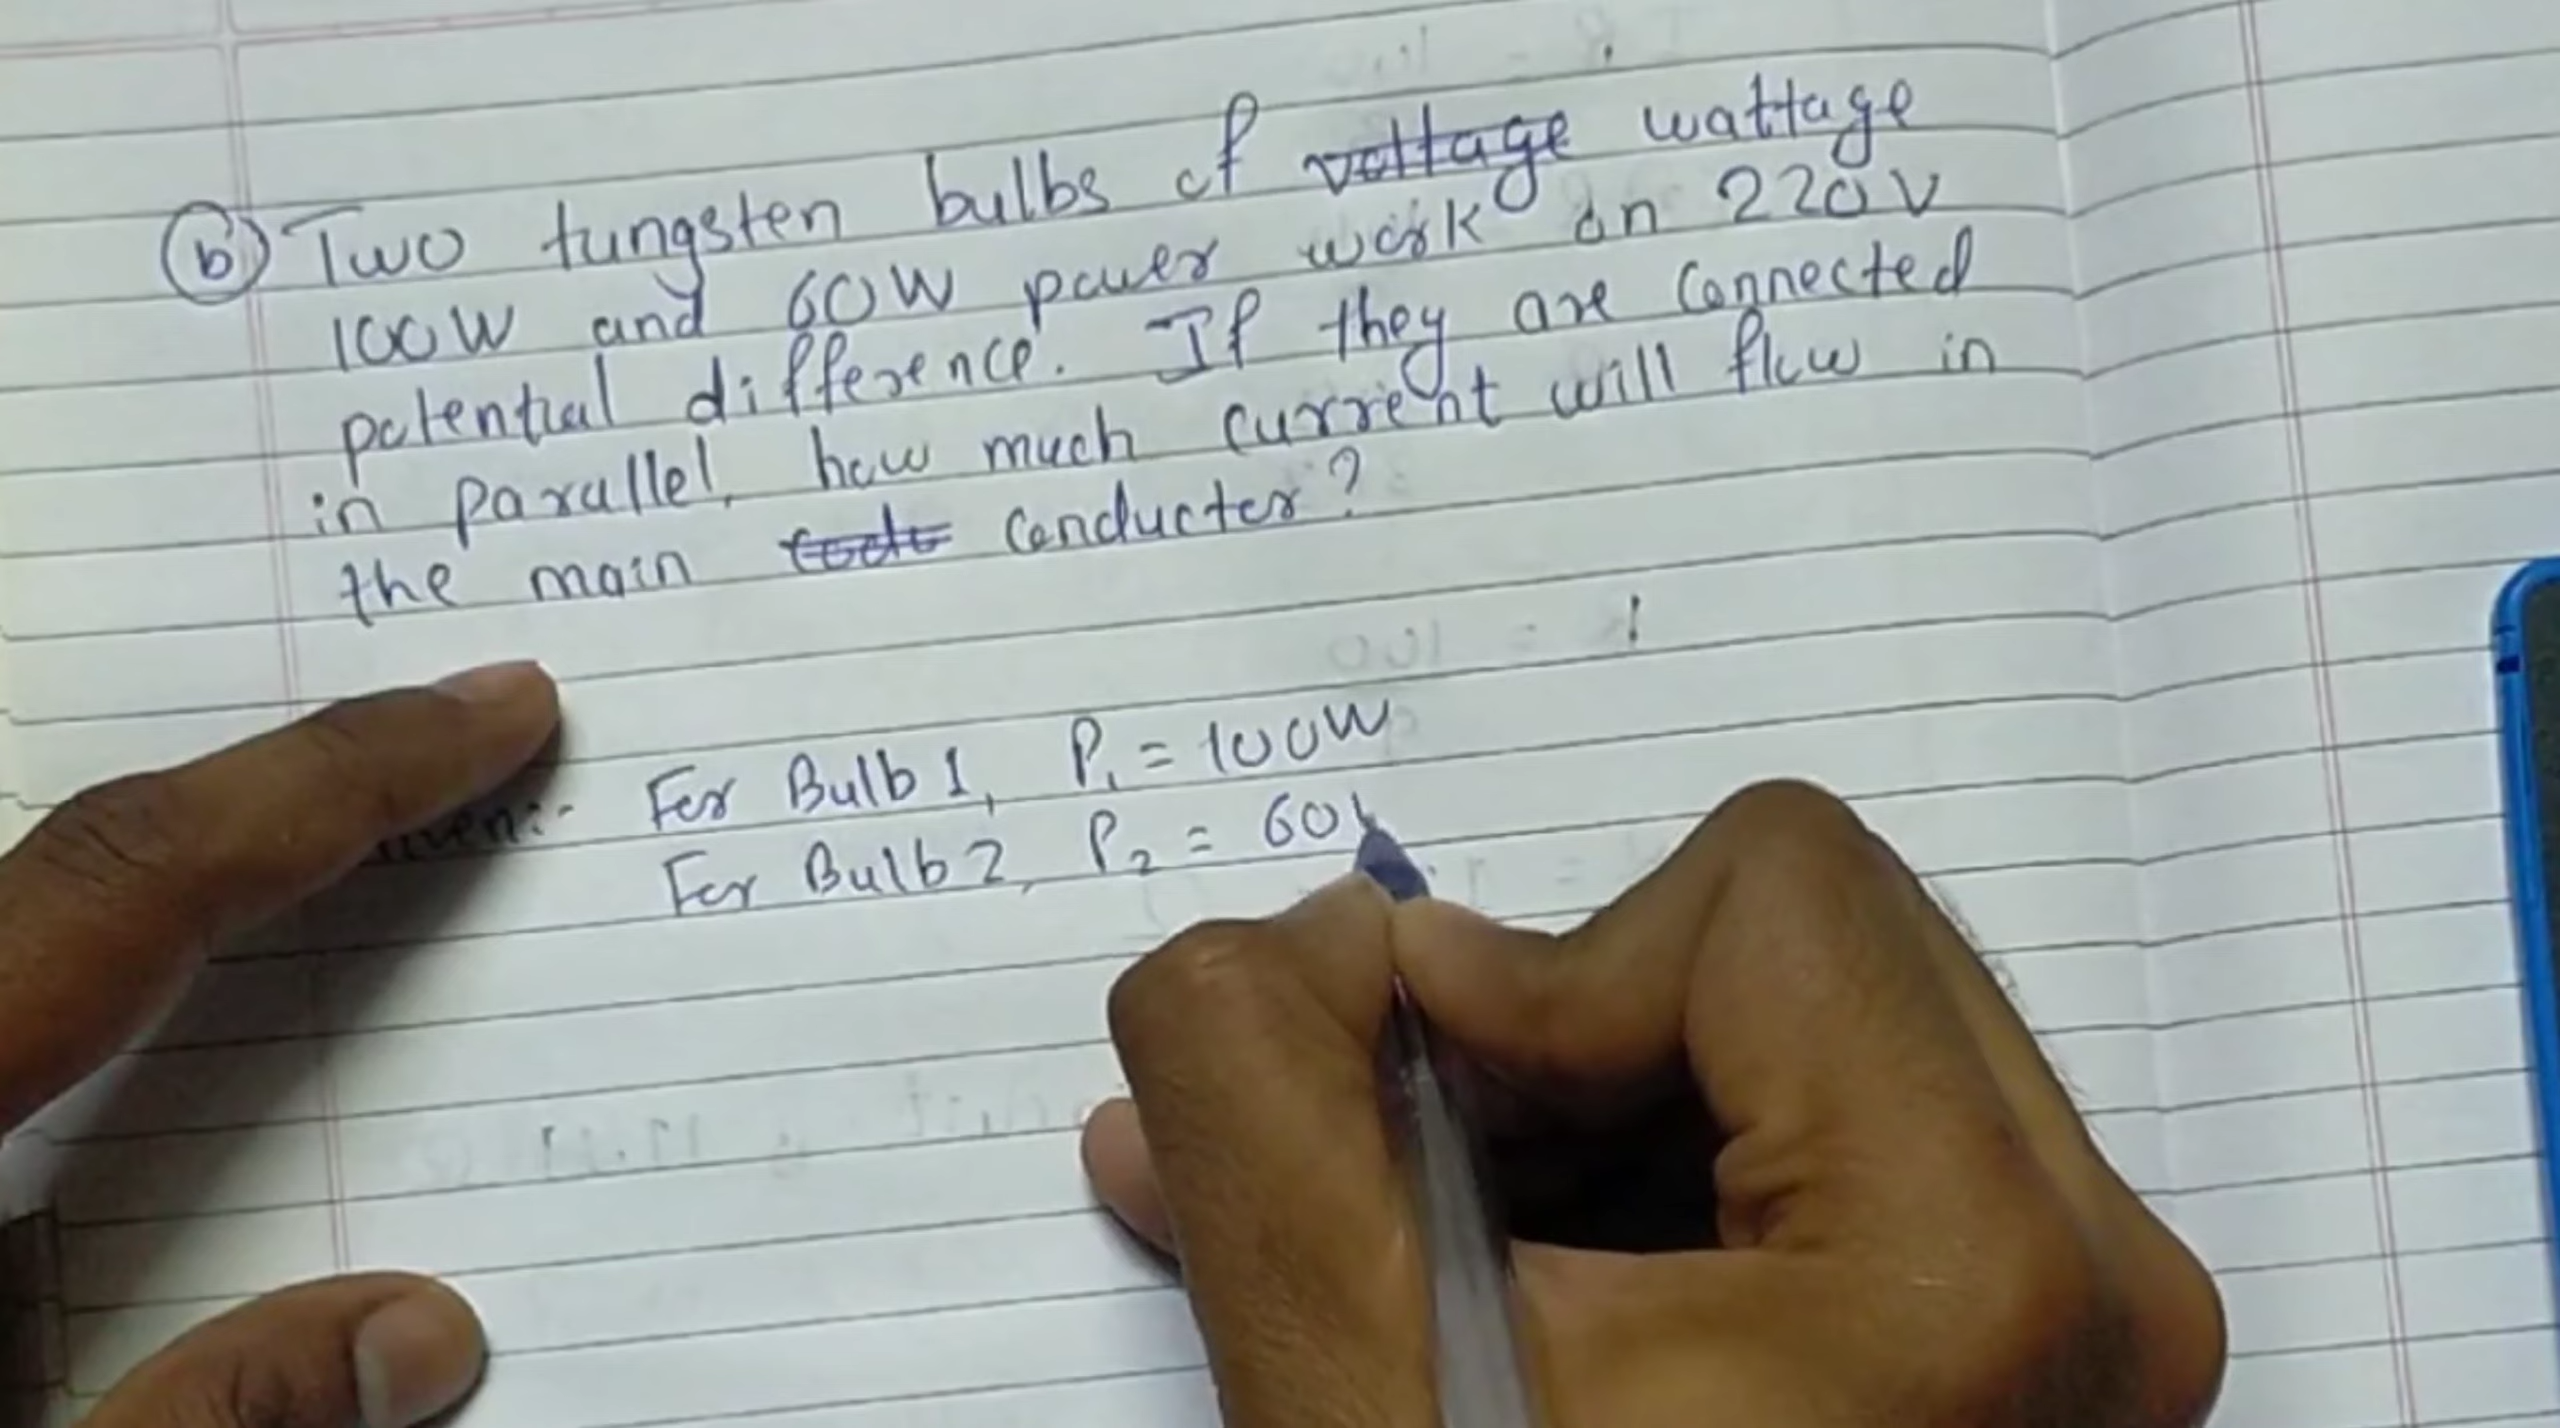 (b) Two tungsten bulbs of voltage wattage
100W and 60W power work on 220V
potential difference. If they are connected
in parallel, how much current will flow in
the main conductor?
For Bulb 1, P₁ = 100W
For Bulb 2, P₂ = 60